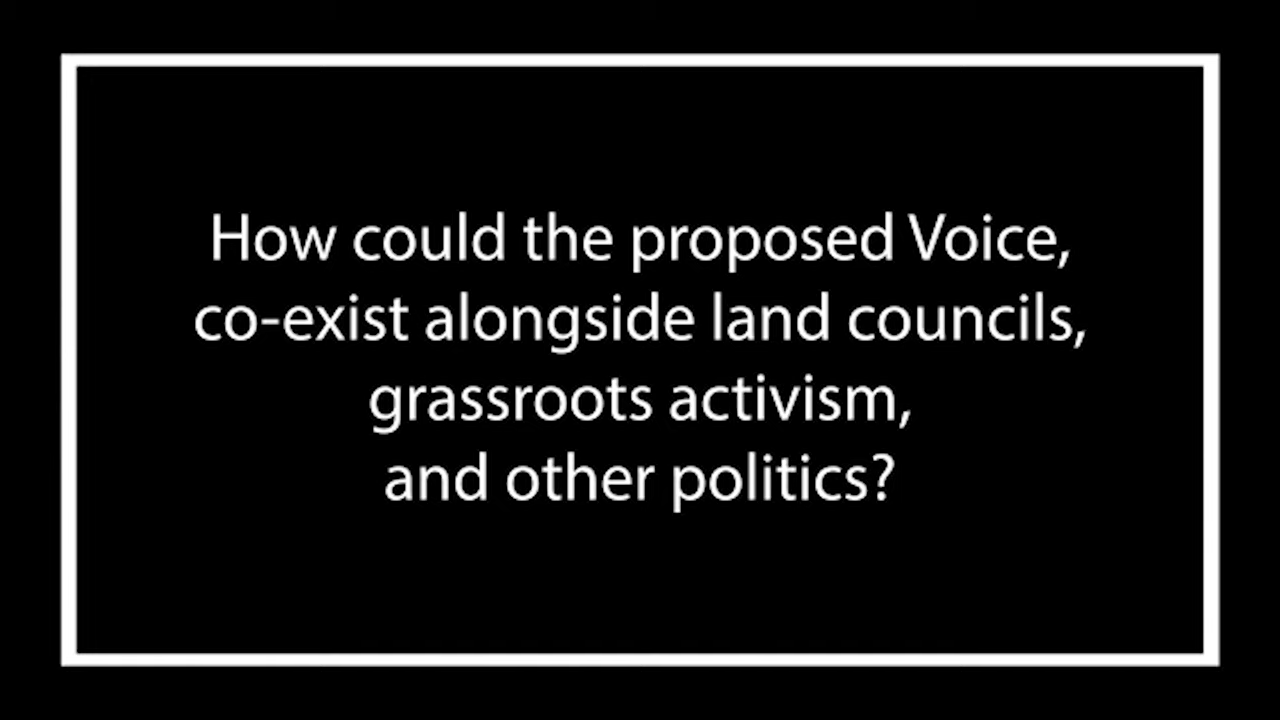 How could the proposed Voice,
co-exist alongside land councils,
grassroots activism,
and other politics?